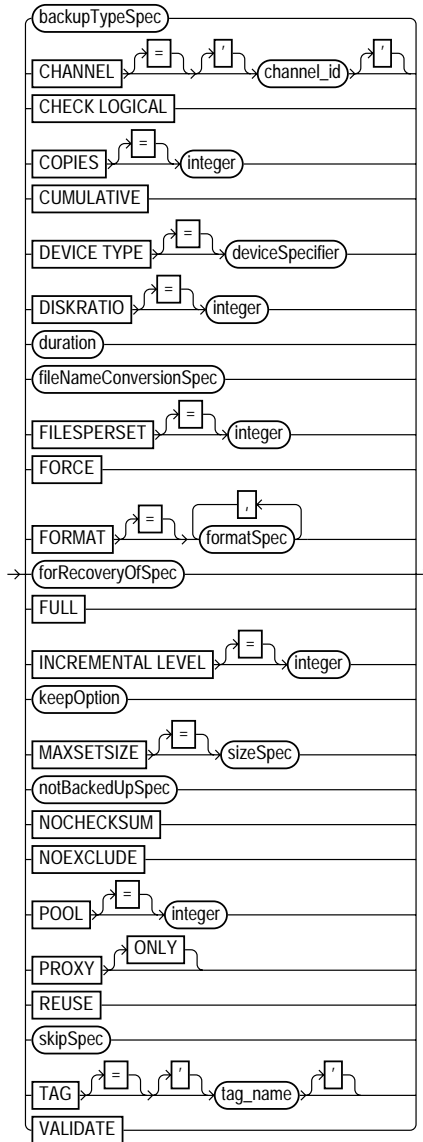 backupTypeSpec
CHANNEL = ' channel_id '
CHECK LOGICAL
COPIES = integer
CUMULATIVE
DEVICE TYPE = deviceSpecifier
DISKRATIO = integer
duration
fileNameConversionSpec
FILESPERSET = integer
FORCE
FORMAT = formatSpec ,
forRecoveryOfSpec
FULL
INCREMENTAL LEVEL = integer
keepOption
MAXSETSIZE = sizeSpec
notBackedUpSpec
NOCHECKSUM
NOEXCLUDE
POOL = integer
PROXY ONLY
REUSE
skipSpec
TAG = ' tag_name '
VALIDATE